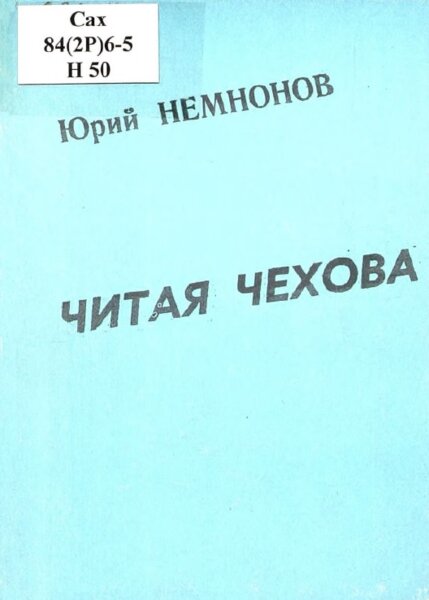 Сах
84(2Р)6-5
Н 50
Юрий НЕМНОНОВ
ЧИТАЯ ЧЕХОВА